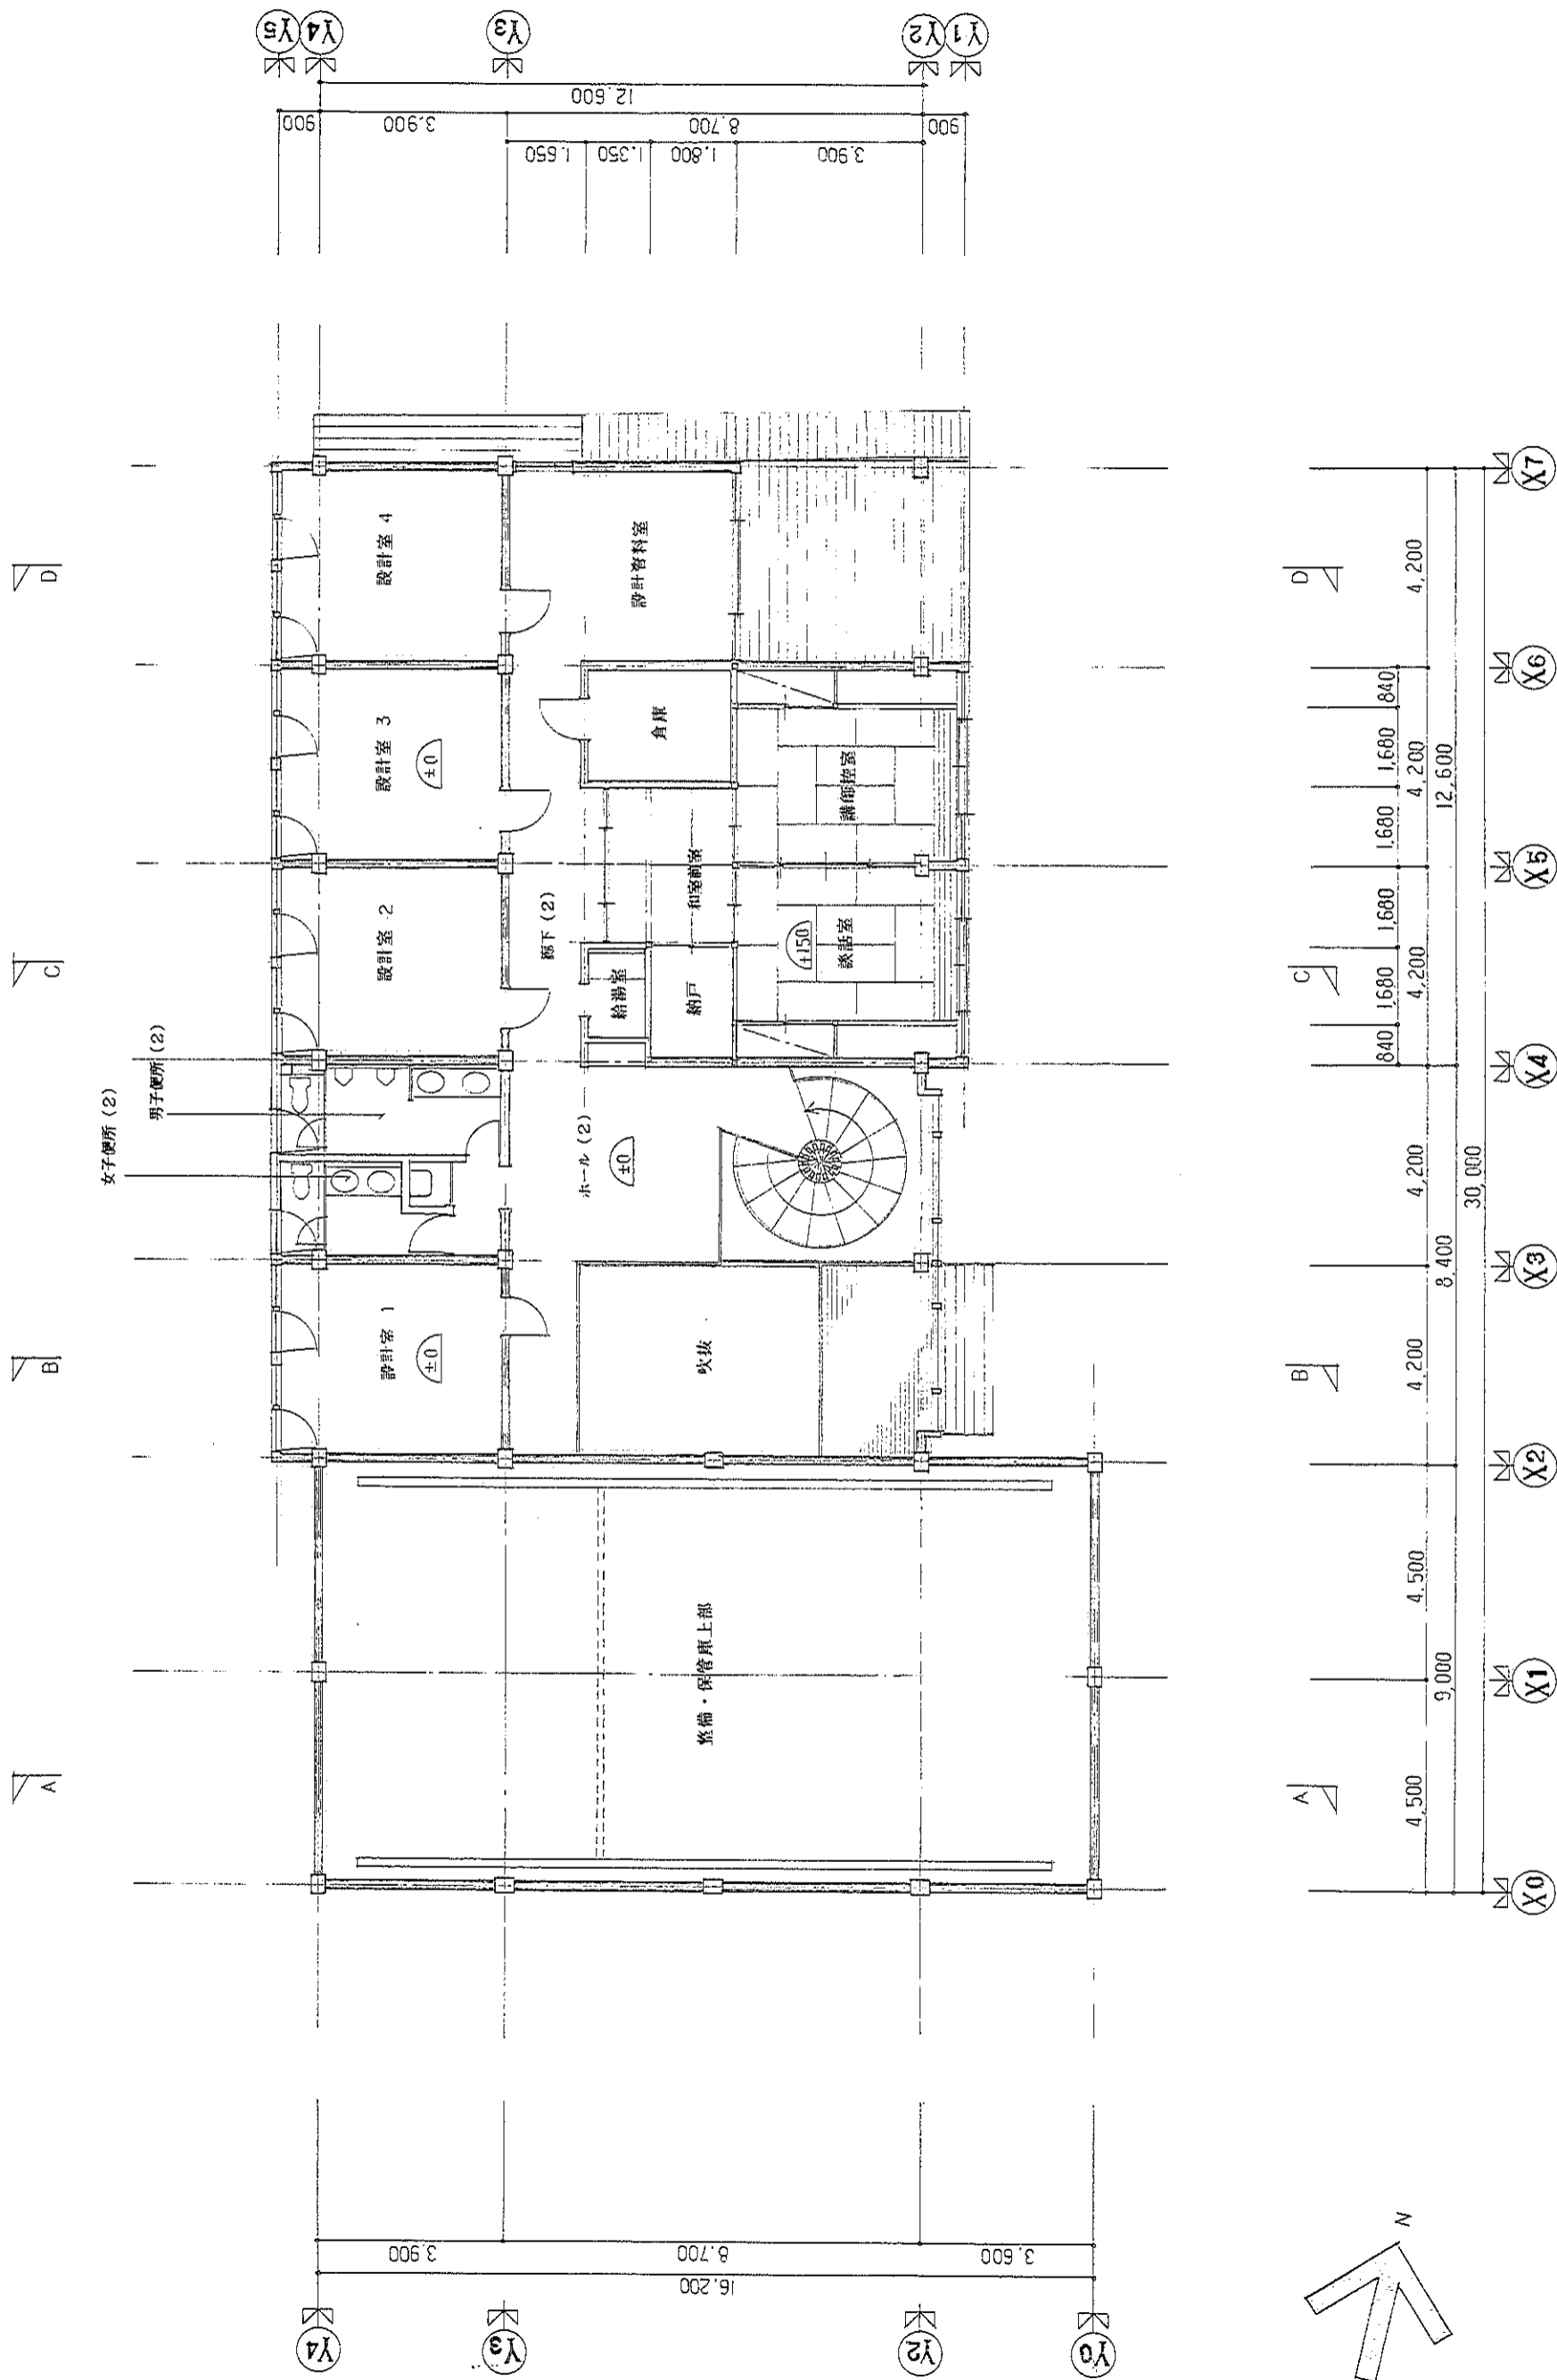 女子便所 (2)
男子便所 (2)
設計室 1
±0
設計室 2
設計室 3
±0
設計室 4
廊下 (2)
ホール (2)
±0
給湯室
納戸
和室前室
倉庫
設計資料室
吹抜
談話室
+150
講師控室
整備・保管庫上部
A
B
C
D
A
B
C
D
Y5
Y4
Y3
Y2
Y1
900
3.900
12.600
8.700
900
1.650
1.350
1.800
3.900
Y4
Y3
Y2
Y0
3.900
8.700
3.600
16.200
840
1680
1,680
1,680
1,680
840
4,500
4.500
4,200
4,200
4,200
4,200
4,200
9,000
8,400
12,600
30,000
X0
X1
X2
X3
X4
X5
X6
X7
N